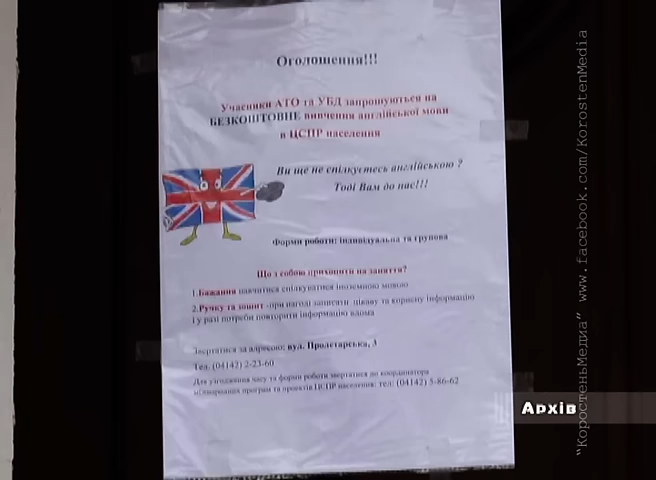 Оголошення!!!
Учасники АТО та УБД запрошуються на
БЕЗКОШТОВНЕ вивчення англійської мови
в ЦСПР населення
Ви ще не спілкуєтесь англійською ?
Тоді Вам до нас!!!
Форми роботи: індивідуальна та групова
Що з собою приносити на заняття?
1.Бажання навчитися спілкуватися іноземною мовою
2.Ручку та зошит -при нагоді записати цікаву та корисну інформацію
і у разі потреби повторити інформацію вдома
Звертатися за адресою: вул. Пролетарська, 3
Тел. (04142) 2-23-60
Для узгодження часу та форми роботи звертатися до координатора
міжнародних програм та проектів ЦСПР населення: тел: (04142) 5-86-62
Архів
"КоростеньМедиа" www.facebook.com/KorostenMedia